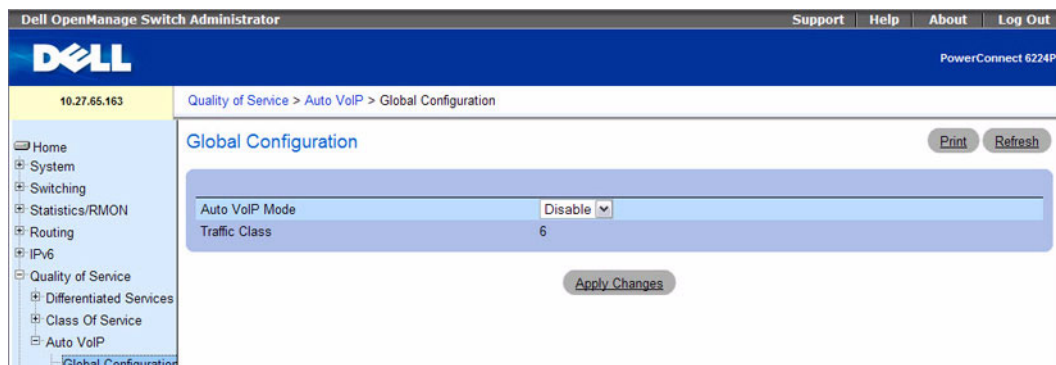 Dell OpenManage Switch Administrator
Support Help About Log Out
DELL
PowerConnect 6224P
10.27.65.163
Quality of Service > Auto VoIP > Global Configuration
Home
System
Switching
Statistics/RMON
Routing
IPv6
Quality of Service
Differentiated Services
Class Of Service
Auto VoIP
Global Configuration
Global Configuration
Print Refresh
Auto VoIP Mode Disable
Traffic Class 6
Apply Changes